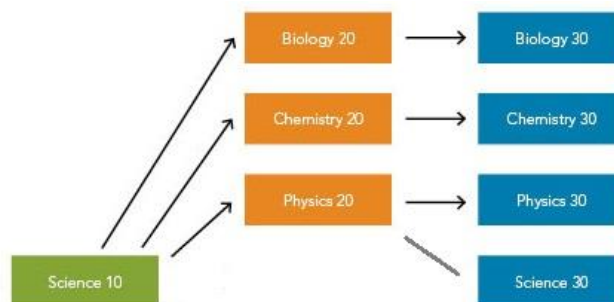 Biology 20
Biology 30
Chemistry 20
Chemistry 30
Physics 20
Physics 30
Science 10
Science 30